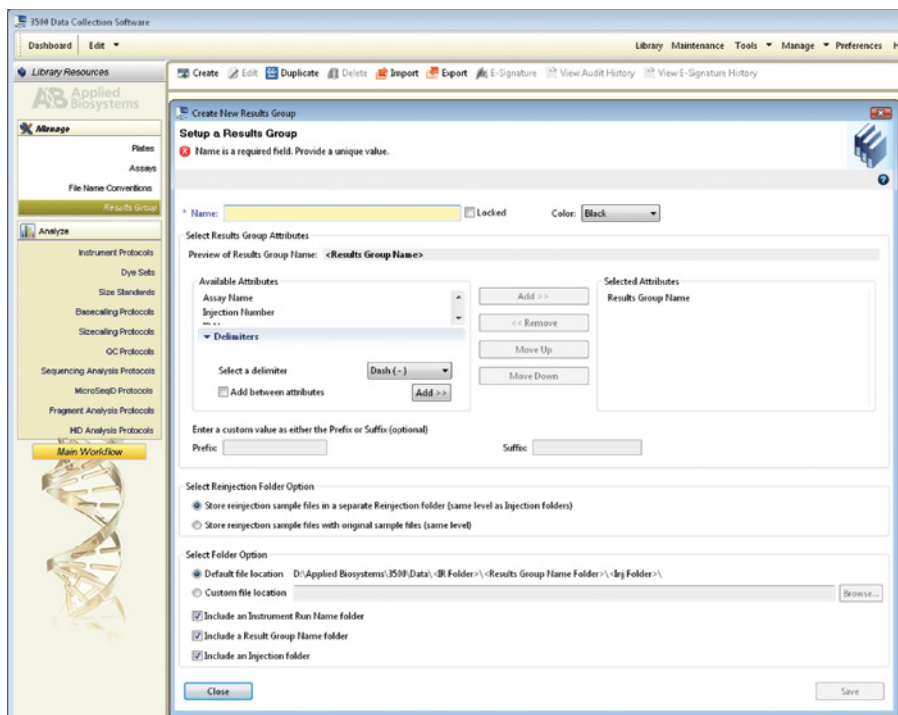 3500 Data Collection Software
Dashboard Edit Library Maintenance Tools Manage Preferences H
Library Resources
AB Applied Biosystems
Manage
Plates
Assays
File Name Conventions
Results Group
Analyze
Instrument Protocols
Dye Sets
Size Standards
Basecalling Protocols
Sizecalling Protocols
QC Protocols
Sequencing Analysis Protocols
MicroSeqID Protocols
Fragment Analysis Protocols
HID Analysis Protocols
Main Workflow
Create Edit Duplicate Delete Import Export E-Signature View Audit History View E-Signature History
Create New Results Group
Setup a Results Group
Name is a required field. Provide a unique value.
* Name: Locked Color: Black
Select Results Group Attributes
Preview of Results Group Name: <Results Group Name>
Available Attributes
Assay Name
Injection Number
Delimiters
Select a delimiter Dash ( - )
Add between attributes Add >>
Add >>
<< Remove
Move Up
Move Down
Selected Attributes
Results Group Name
Enter a custom value as either the Prefix or Suffix (optional)
Prefix: Suffix:
Select Reinjection Folder Option
Store reinjection sample files in a separate Reinjection folder (same level as Injection folders)
Store reinjection sample files with original sample files (same level)
Select Folder Option
Default file location D:\Applied Biosystems\3500\Data\<IR Folder>\<Results Group Name Folder>\<Inj Folder>\
Custom file location Browse...
Include an Instrument Run Name folder
Include a Result Group Name folder
Include an Injection folder
Close Save